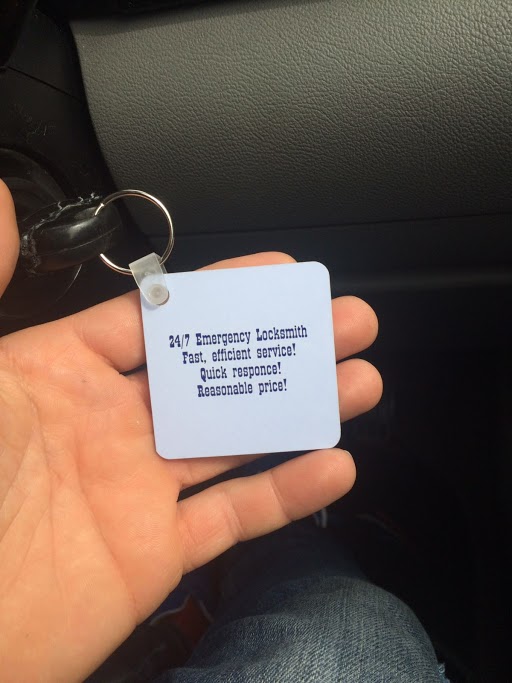 24/7 Emergency Locksmith
Fast, efficient service!
Quick responce!
Reasonable price!